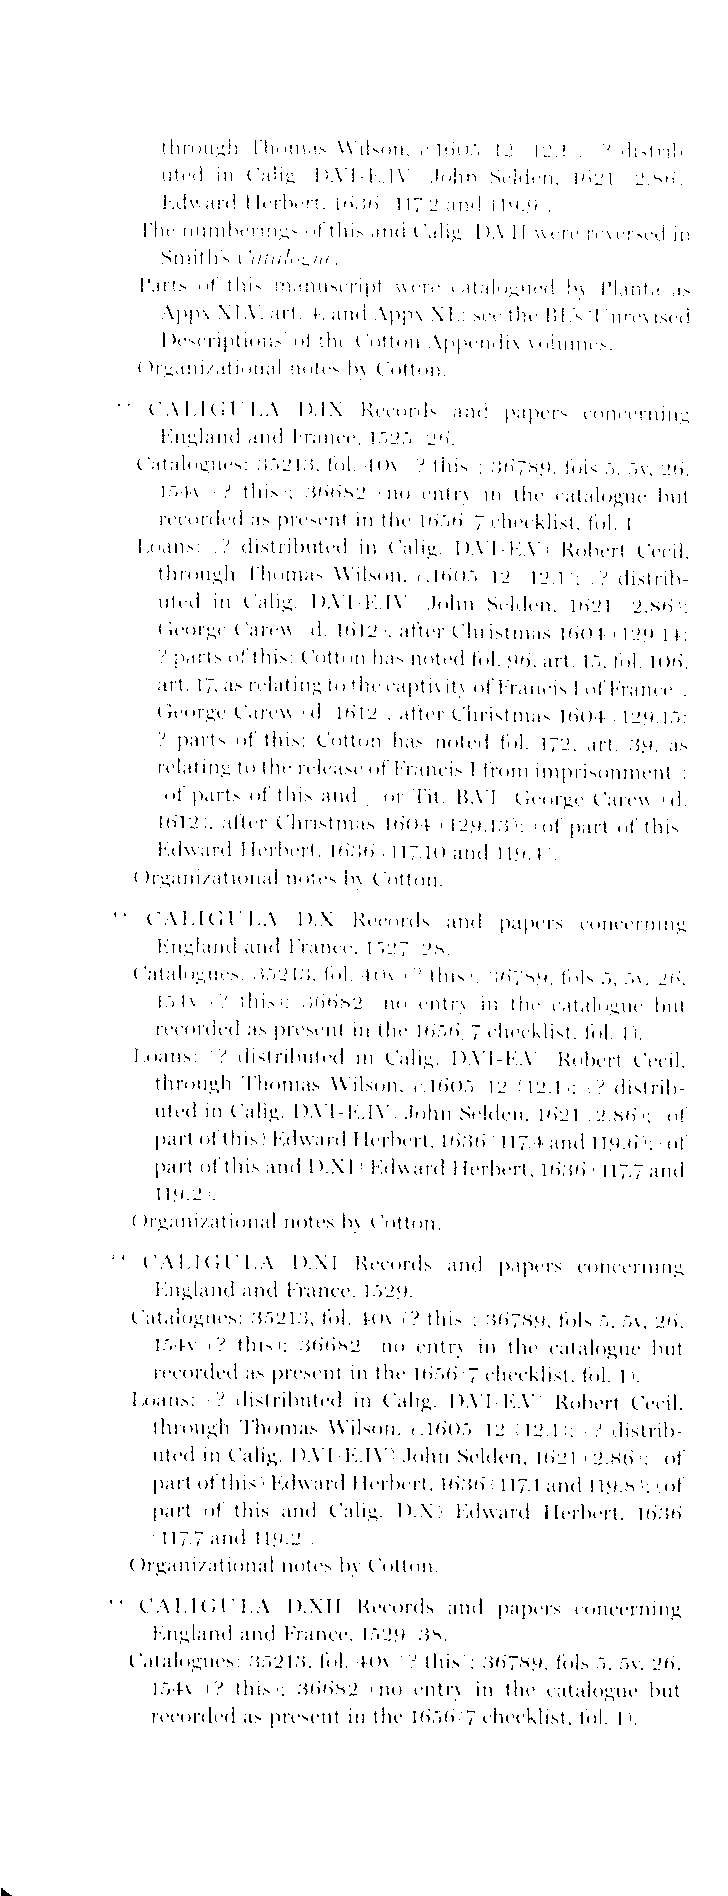 through Thomas Wilson, c.1605–12 (12.1); (? distrib-
uted in Calig. D.VI-E.IV) John Selden, 1621 (2.86);
Edward Herbert, 1636 (117.2 and 119.9).
The numberings of this and Calig. D.VII were reversed in
Smith's Catalogue.
Parts of this manuscript were catalogued by Planta as
Appx XLV, art. 4, and Appx XL: see the BL's 'Unrevised
Descriptions' of the Cotton Appendix volumes.
Organizational notes by Cotton.
CALIGULA D.IX Records and papers concerning
England and France, 1525–26.
Catalogues: 35213, fol. 40v (? this); 36789, fols 5, 5v, 26,
154v (? this); 36682 (no entry in the catalogue but
recorded as present in the 1656/7 checklist, fol. 1).
Loans: (? distributed in Calig. D.VI-E.V) Robert Cecil,
through Thomas Wilson, c.1605–12 (12.1); (? distrib-
uted in Calig. D.VI-E.IV) John Selden, 1621 (2.86);
George Carew (d. 1612), after Christmas 1604 (129.14:
? parts of this: Cotton has noted fol. 96, art. 15, fol. 106,
art. 17, as relating to the captivity of Francis I of France);
George Carew (d. 1612), after Christmas 1604 (129.15:
? parts of this: Cotton has noted fol. 172, art. 39, as
relating to the release of Francis I from imprisonment);
(of parts of this and/or Tit. B.VI) George Carew (d.
1612), after Christmas 1604 (129.13); (of part of this)
Edward Herbert, 1636 (117.10 and 119.4).
Organizational notes by Cotton.
CALIGULA D.X Records and papers concerning
England and France, 1527–28.
Catalogues: 35213, fol. 40v (? this); 36789, fols 5, 5v, 26,
154v (? this); 36682 (no entry in the catalogue but
recorded as present in the 1656/7 checklist, fol. 1).
Loans: (? distributed in Calig. D.VI-E.V) Robert Cecil,
through Thomas Wilson, c.1605–12 (12.1); (? distrib-
uted in Calig. D.VI-E.IV) John Selden, 1621 (2.86); (of
part of this) Edward Herbert, 1636 (117.4 and 119.6); (of
part of this and D.XI) Edward Herbert, 1636 (117.7 and
119.2).
Organizational notes by Cotton.
CALIGULA D.XI Records and papers concerning
England and France, 1529.
Catalogues: 35213, fol. 40v (? this); 36789, fols 5, 5v, 26,
154v (? this); 36682 (no entry in the catalogue but
recorded as present in the 1656/7 checklist, fol. 1).
Loans: (? distributed in Calig. D.VI-E.V) Robert Cecil,
through Thomas Wilson, c.1605–12 (12.1); (? distrib-
uted in Calig. D.VI-E.IV) John Selden, 1621 (2.86); (of
part of this) Edward Herbert, 1636 (117.1 and 119.8); (of
part of this and Calig. D.X) Edward Herbert, 1636
(117.7 and 119.2).
Organizational notes by Cotton.
CALIGULA D.XII Records and papers concerning
England and France, 1529–38.
Catalogues: 35213, fol. 40v (? this); 36789, fols 5, 5v, 26,
154v (? this); 36682 (no entry in the catalogue but
recorded as present in the 1656/7 checklist, fol. 1).